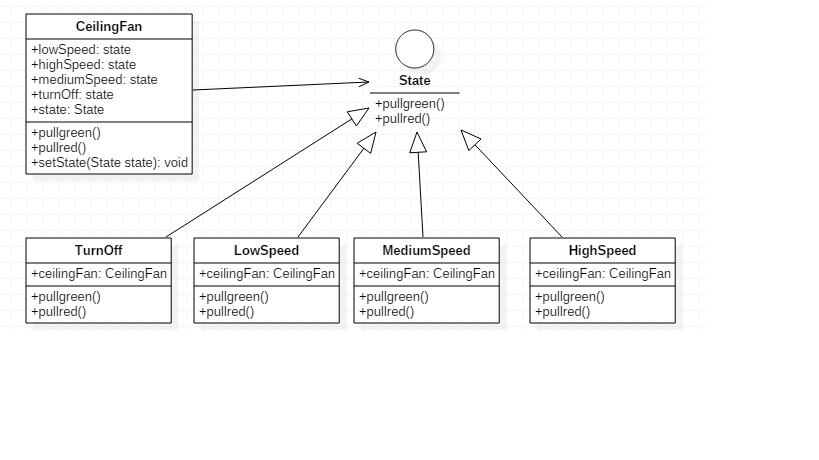 CeilingFan
+lowSpeed: state
+highSpeed: state
+mediumSpeed: state
+turnOff: state
+state: State
+pullgreen()
+pullred()
+setState(State state): void
State
+pullgreen()
+pullred()
TurnOff
+ceilingFan: CeilingFan
+pullgreen()
+pullred()
LowSpeed
+ceilingFan: CeilingFan
+pullgreen()
+pullred()
MediumSpeed
+ceilingFan: CeilingFan
+pullgreen()
+pullred()
HighSpeed
+ceilingFan: CeilingFan
+pullgreen()
+pullred()